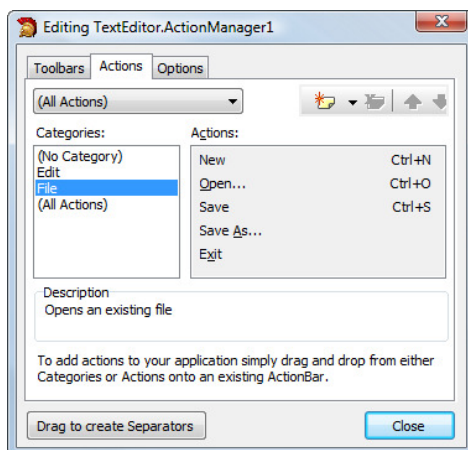 Editing TextEditor.ActionManager1
Toolbars Actions Options
(All Actions)
Categories:
(No Category)
Edit
File
(All Actions)
Actions:
New Ctrl+N
Open... Ctrl+O
Save Ctrl+S
Save As...
Exit
Description
Opens an existing file
To add actions to your application simply drag and drop from either
Categories or Actions onto an existing ActionBar.
Drag to create Separators Close